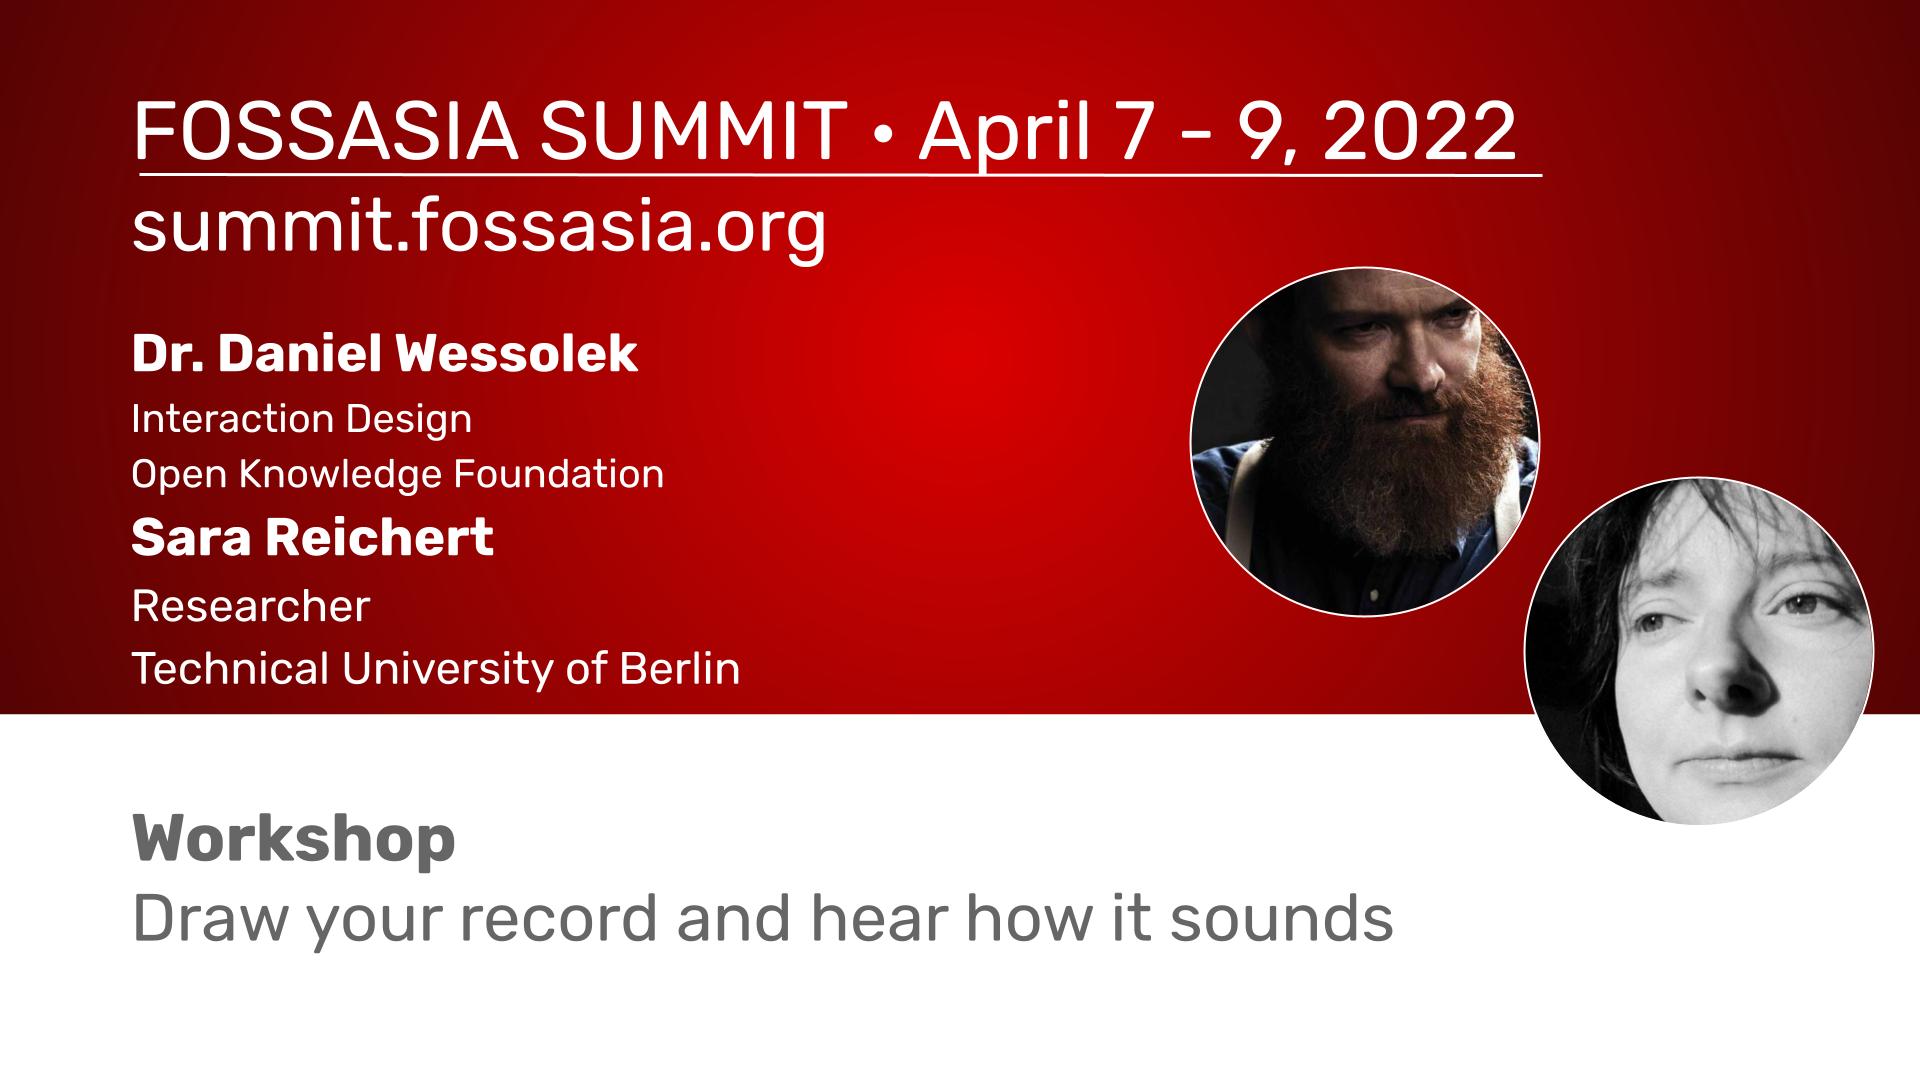 FOSSASIA SUMMIT • April 7 - 9, 2022
summit.fossasia.org
Dr. Daniel Wessolek
Interaction Design
Open Knowledge Foundation
Sara Reichert
Researcher
Technical University of Berlin
Workshop
Draw your record and hear how it sounds